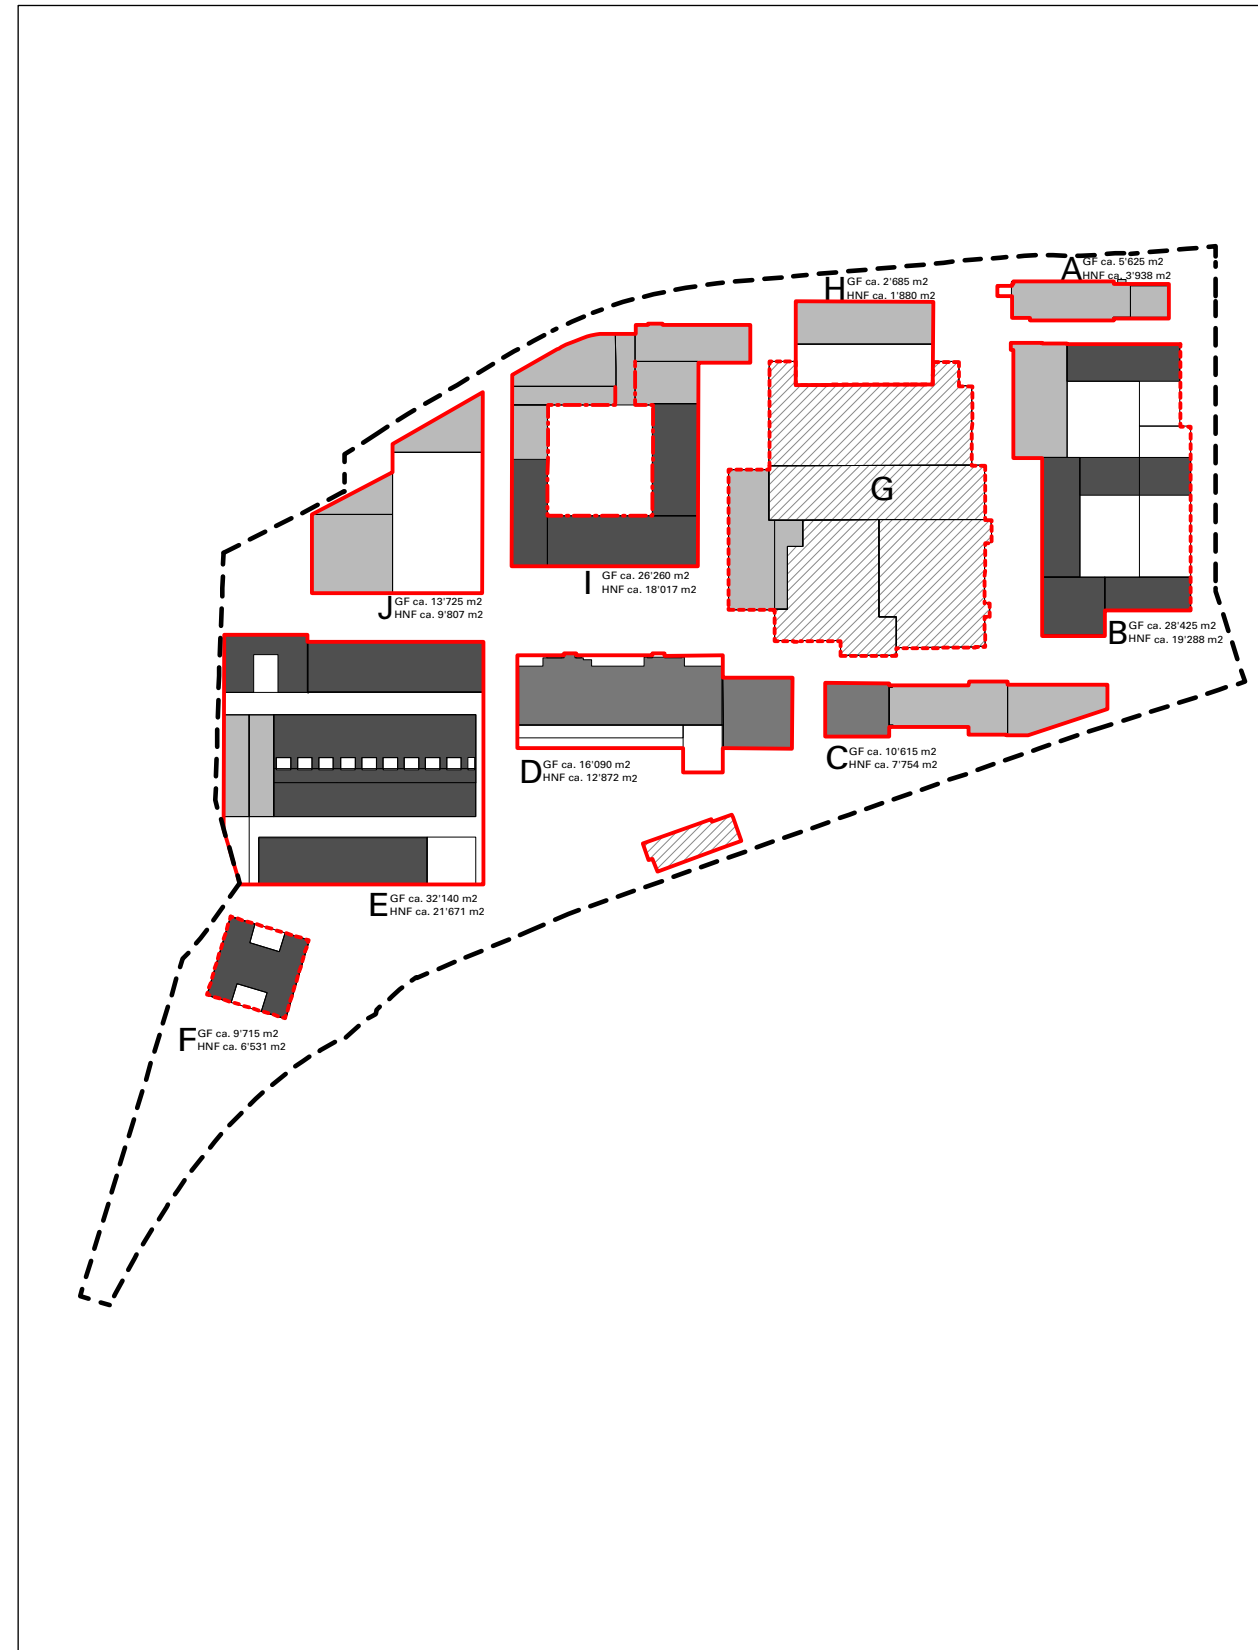 A
GF ca. 5'625 m2
HNF ca. 3'938 m2
H
GF ca. 2'685 m2
HNF ca. 1'880 m2
G
I
GF ca. 26'260 m2
HNF ca. 18'017 m2
J
GF ca. 13'725 m2
HNF ca. 9'807 m2
B
GF ca. 28'425 m2
HNF ca. 19'288 m2
D
GF ca. 16'090 m2
HNF ca. 12'872 m2
C
GF ca. 10'615 m2
HNF ca. 7'754 m2
E
GF ca. 32'140 m2
HNF ca. 21'671 m2
F
GF ca. 9'715 m2
HNF ca. 6'531 m2